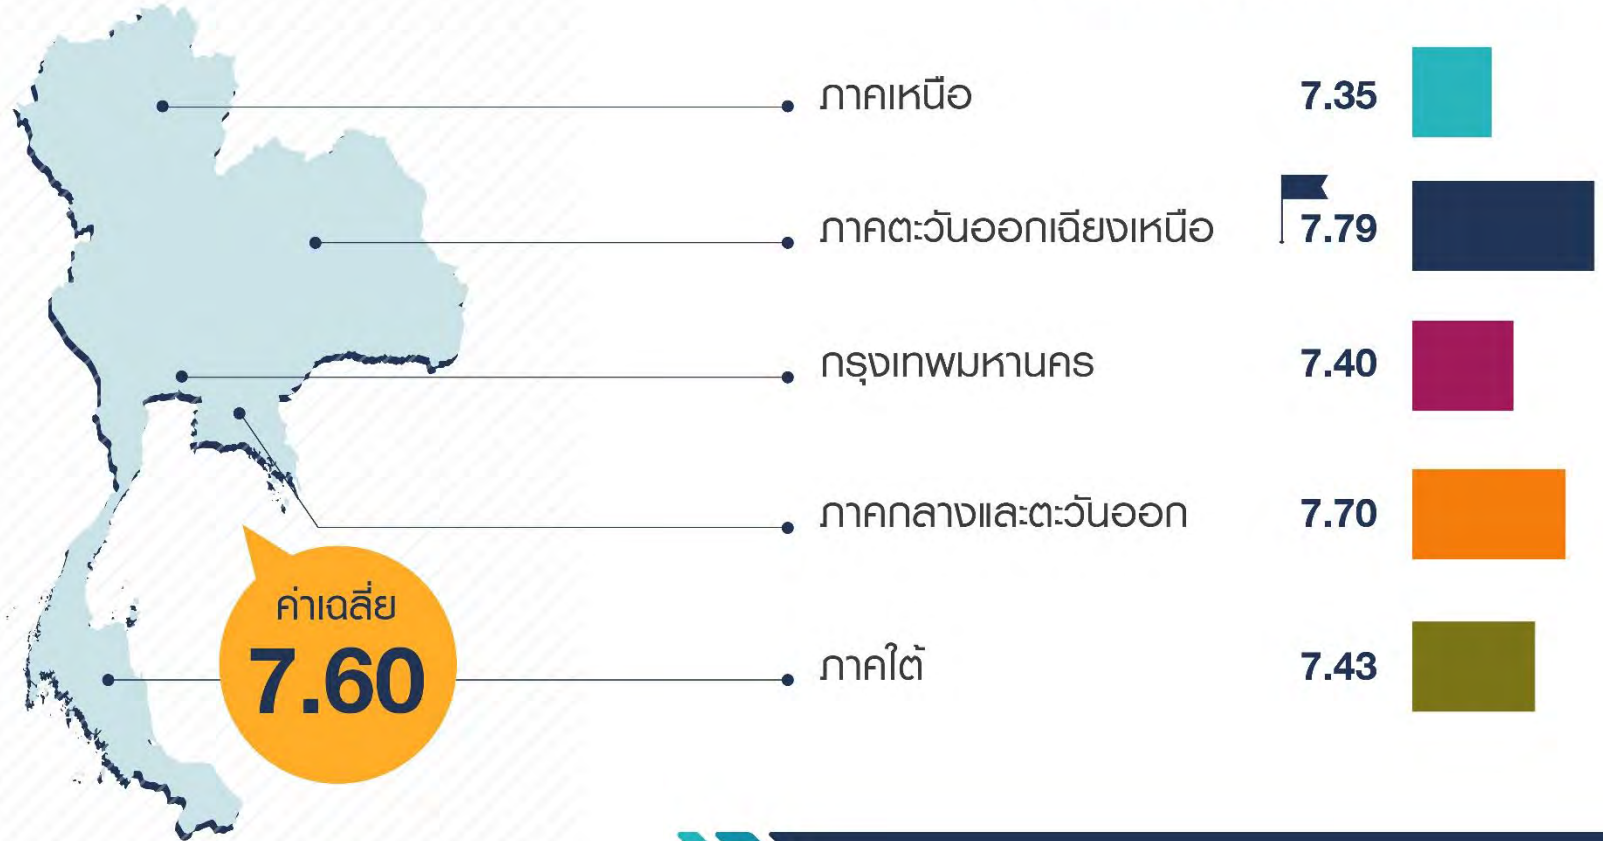 ภาคเหนือ 7.35
ภาคตะวันออกเฉียงเหนือ 7.79
กรุงเทพมหานคร 7.40
ภาคกลางและตะวันออก 7.70
ค่าเฉลี่ย
7.60
ภาคใต้ 7.43